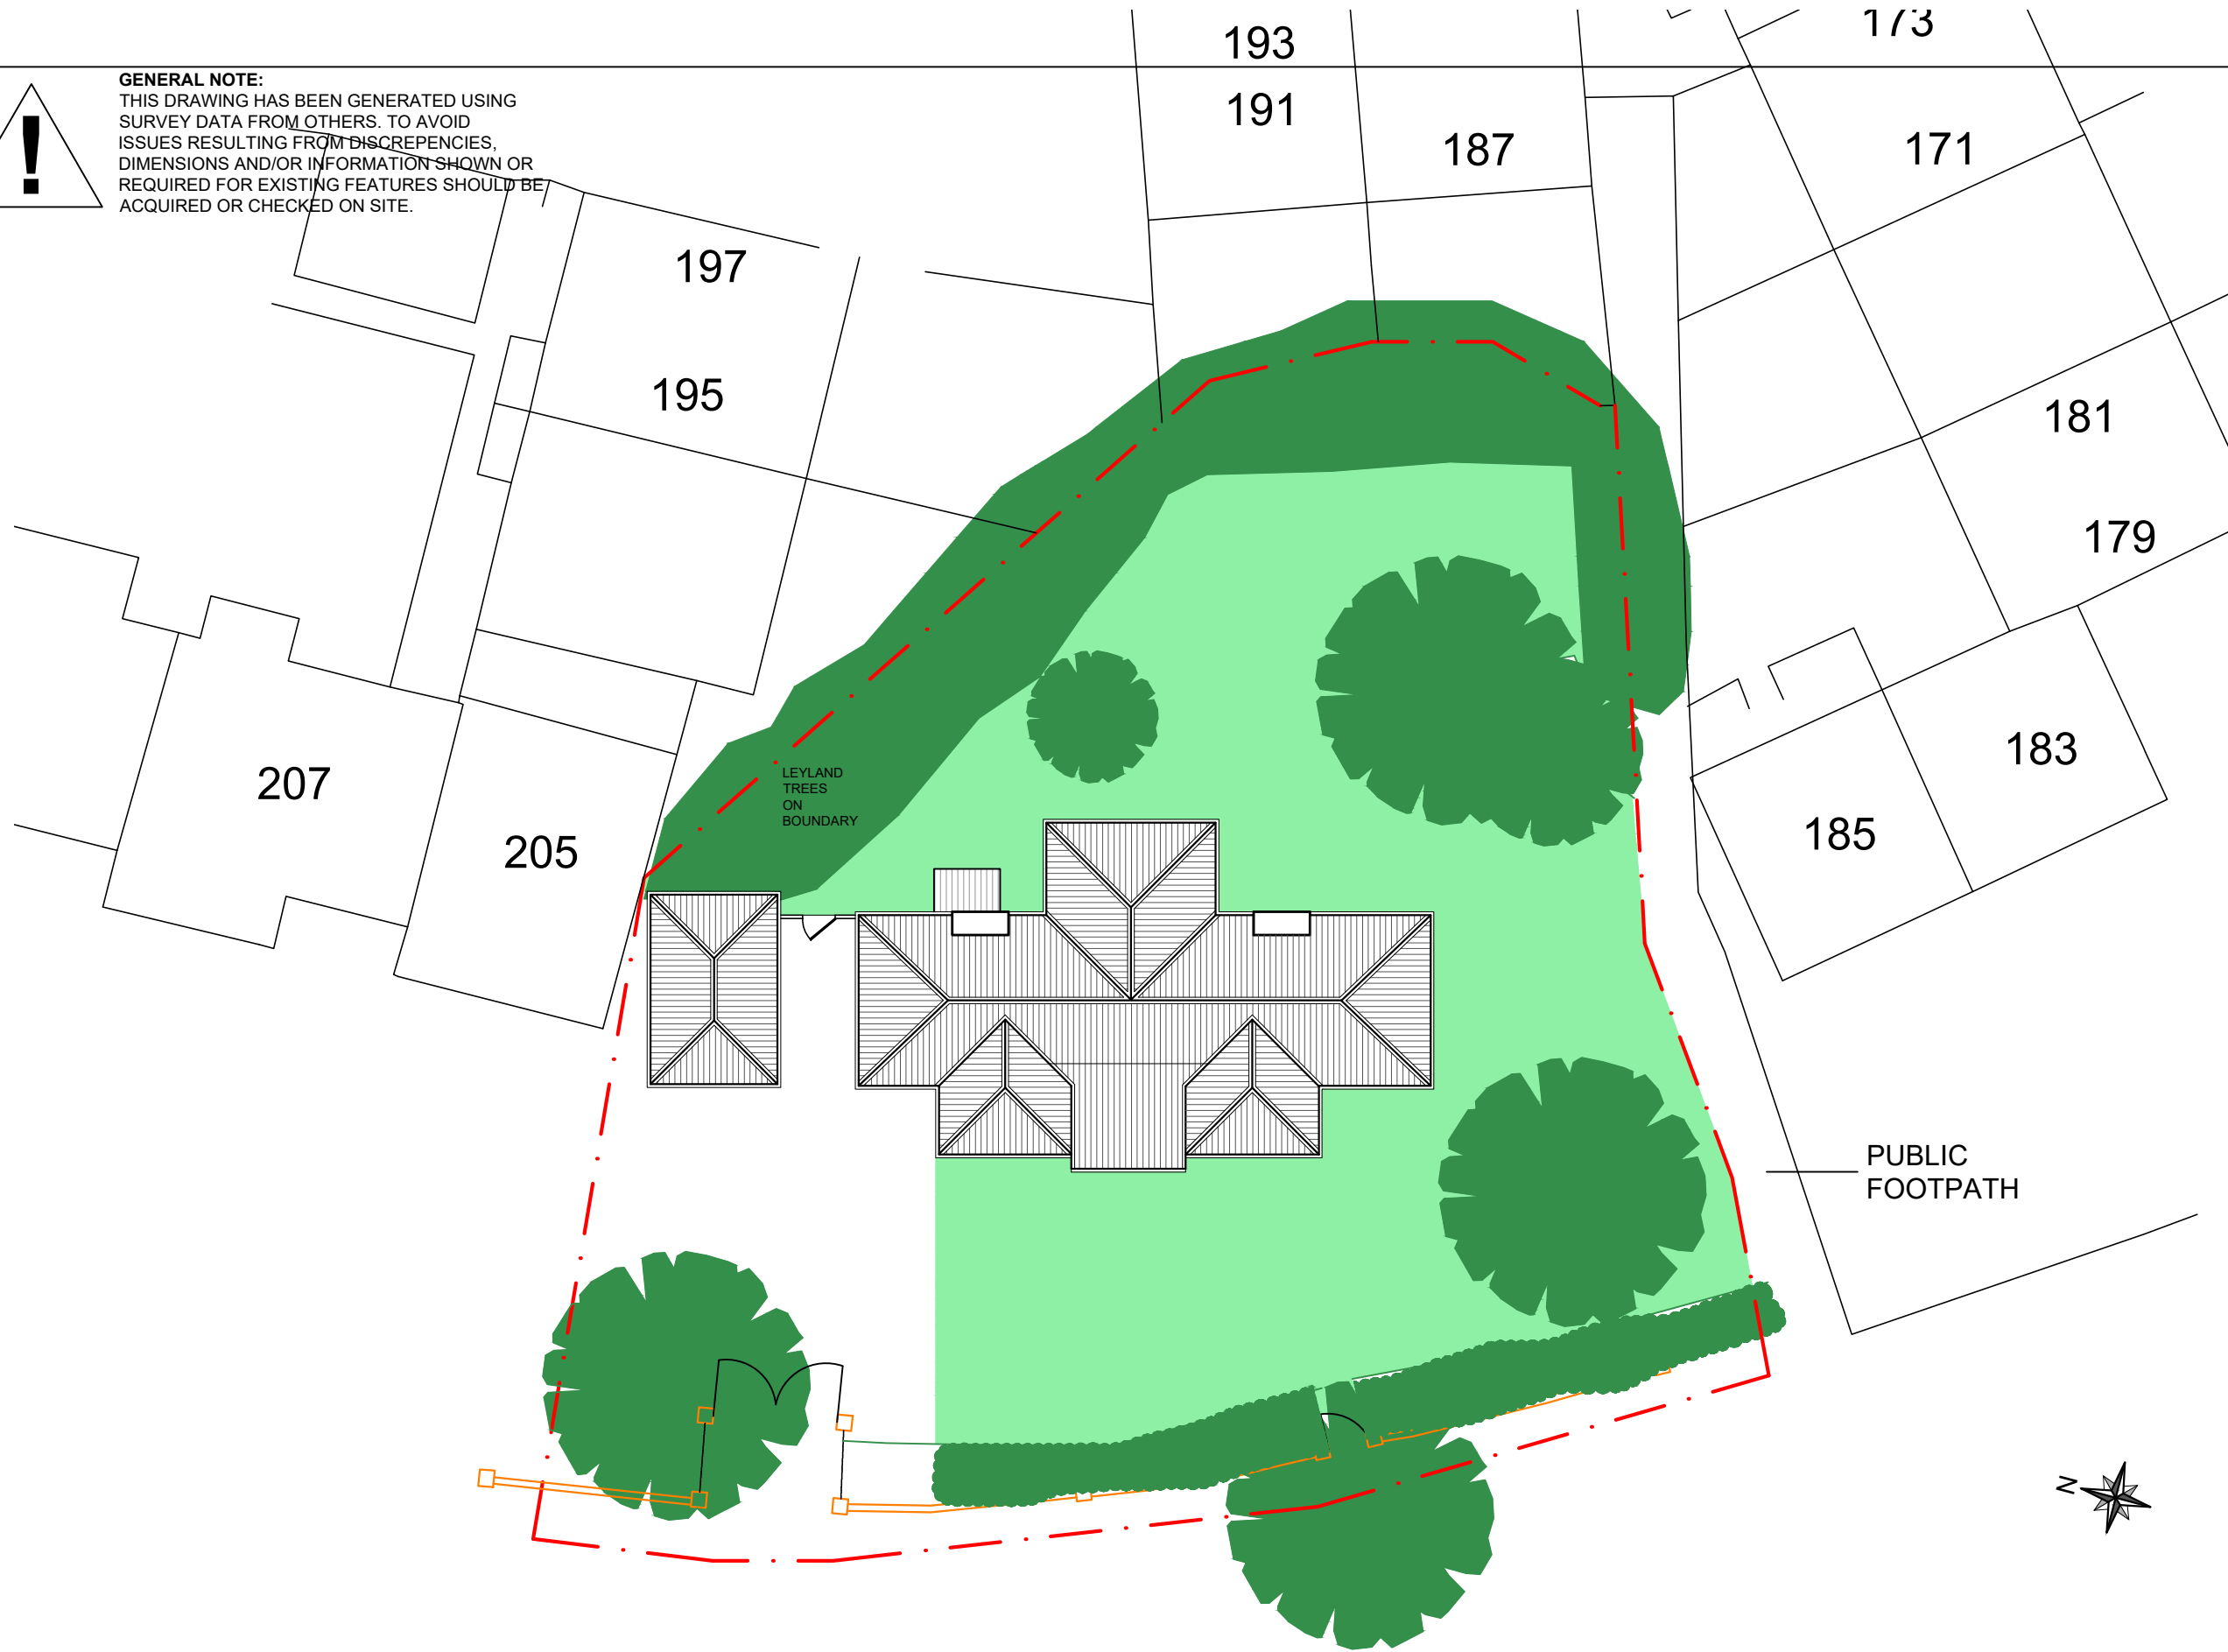 193
173
GENERAL NOTE:
THIS DRAWING HAS BEEN GENERATED USING
SURVEY DATA FROM OTHERS. TO AVOID
ISSUES RESULTING FROM DISCREPENCIES,
DIMENSIONS AND/OR INFORMATION SHOWN OR
REQUIRED FOR EXISTING FEATURES SHOULD BE
ACQUIRED OR CHECKED ON SITE.
!
191
187
171
197
195
181
179
183
207
LEYLAND
TREES
ON
BOUNDARY
185
205
PUBLIC
FOOTPATH
N